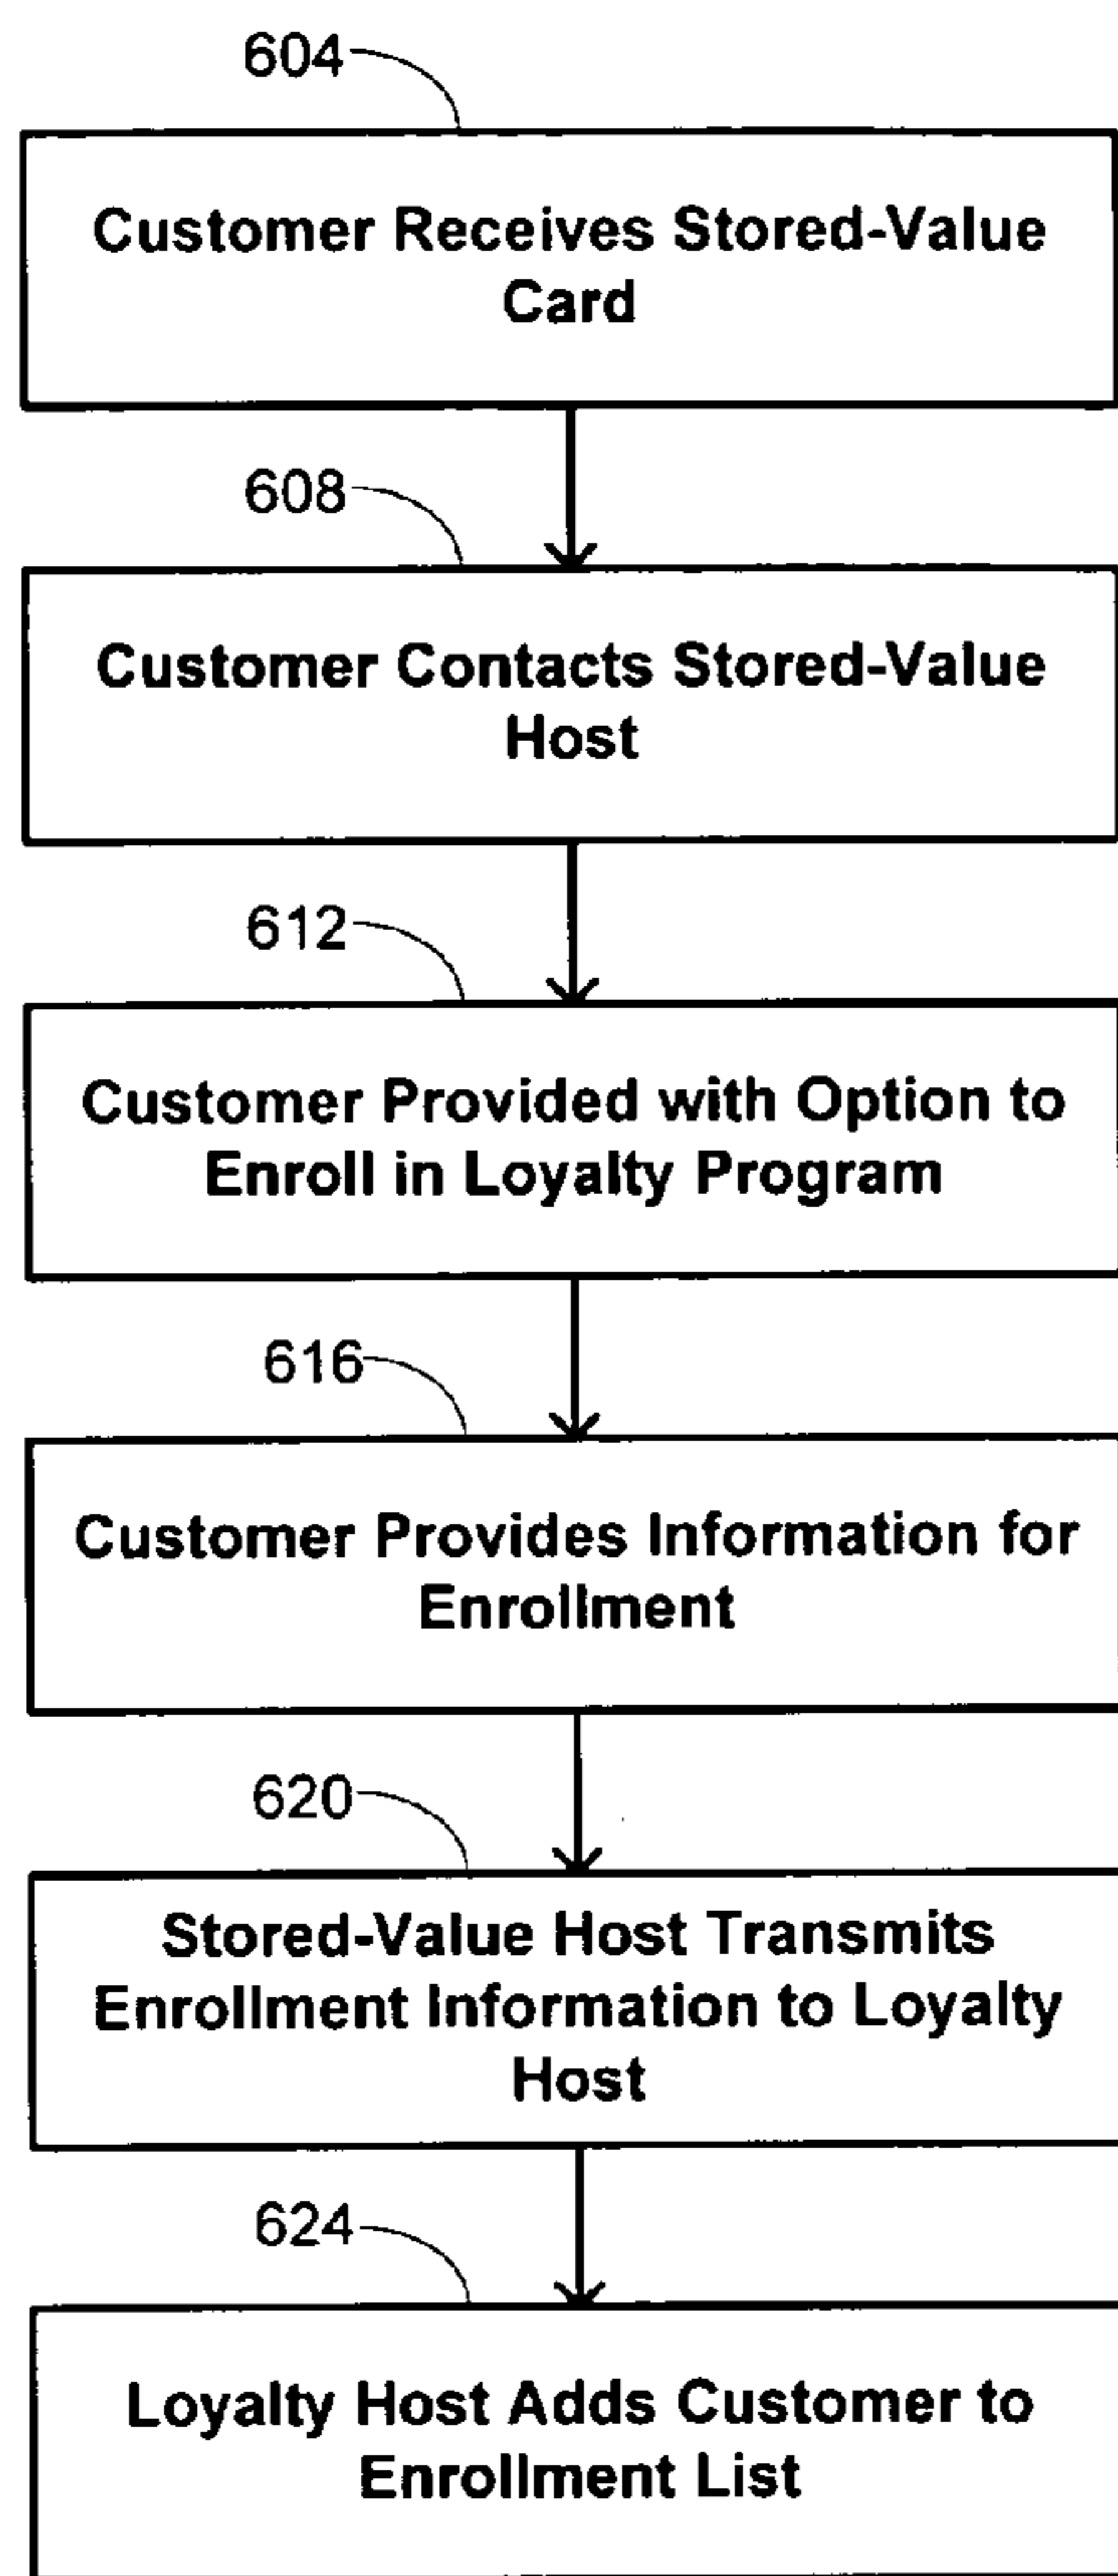 604
Customer Receives Stored-Value
Card
608
Customer Contacts Stored-Value
Host
612
Customer Provided with Option to
Enroll in Loyalty Program
616
Customer Provides Information for
Enrollment
620
Stored-Value Host Transmits
Enrollment Information to Loyalty
Host
624
Loyalty Host Adds Customer to
Enrollment List